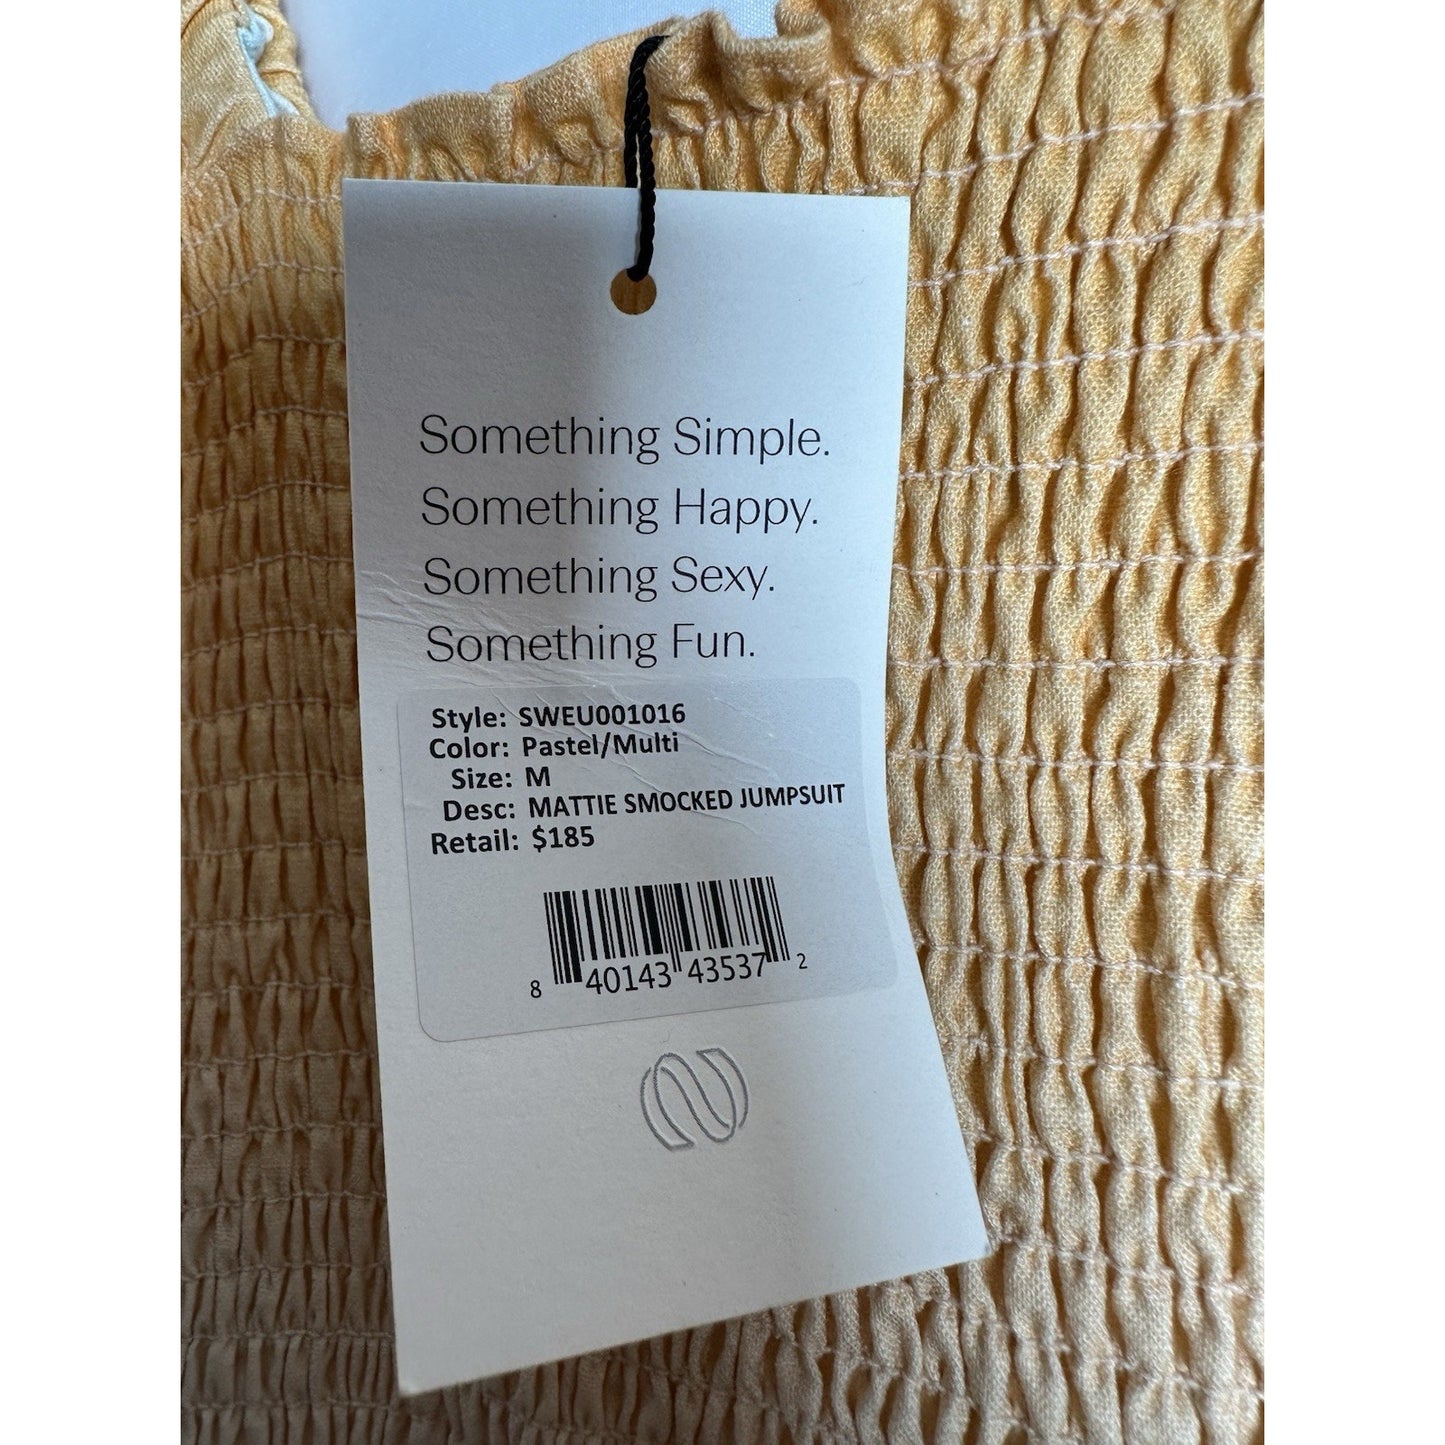 Something Simple.
Something Happy.
Something Sexy.
Something Fun.
Style: SWEU001016
Color: Pastel/Multi
Size: M
Desc: MATTIE SMOCKED JUMPSUIT
Retail: $185
8 40143 43537 2